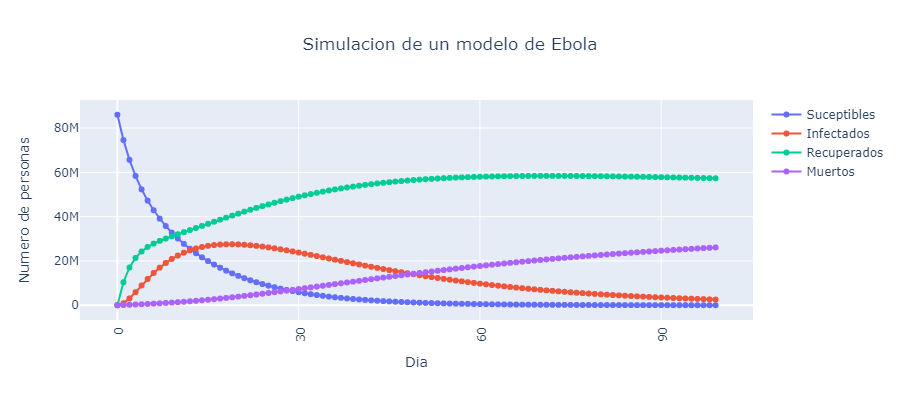 Simulacion de un modelo de Ebola
Numero de personas
80M
60M
40M
20M
0
0
30
60
90
Dia
Suceptibles
Infectados
Recuperados
Muertos